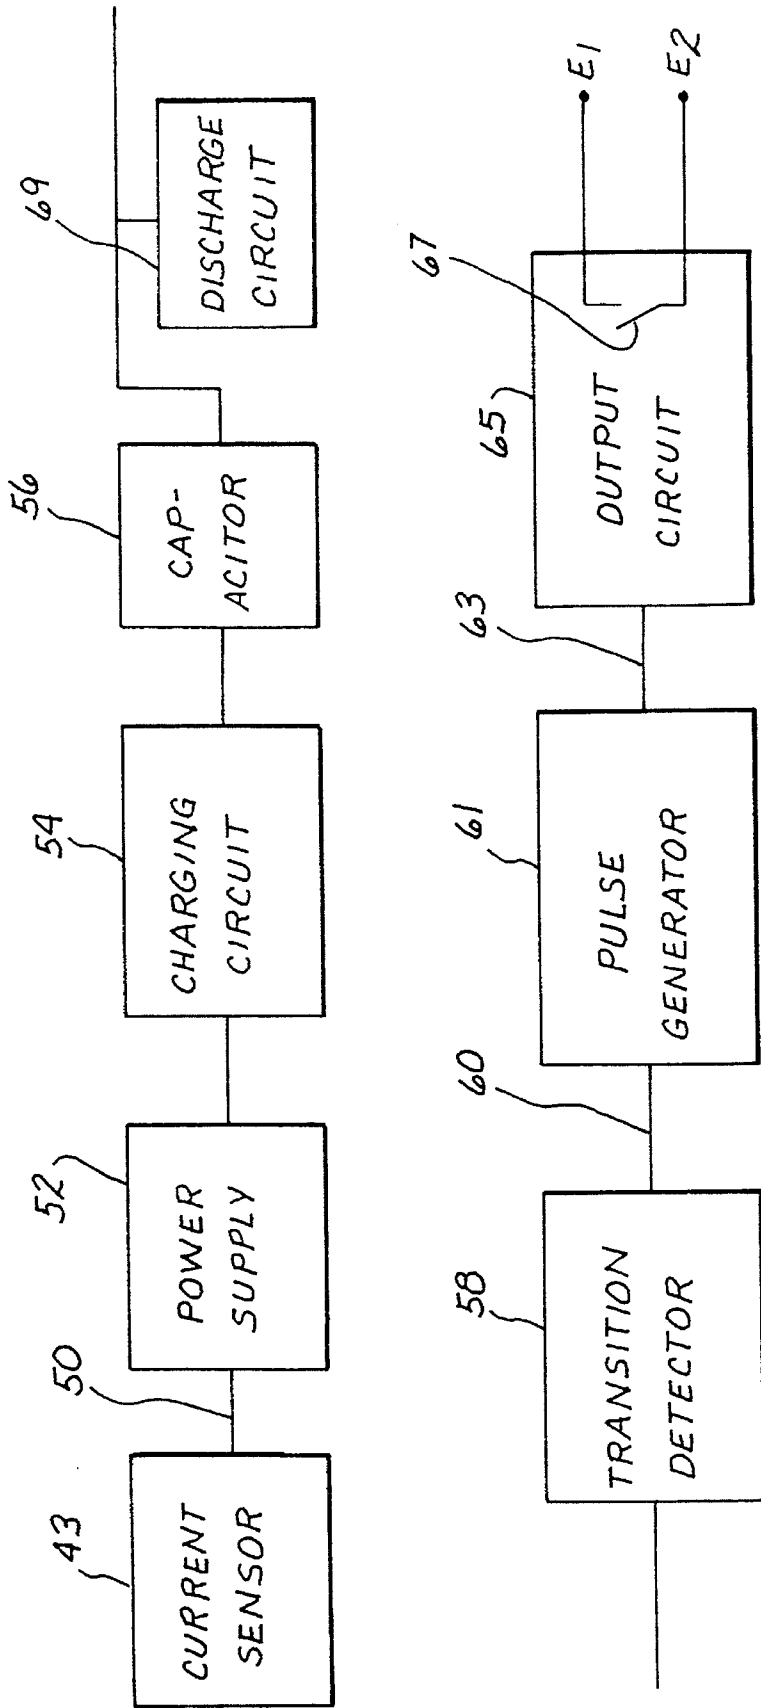 43
CURRENT
SENSOR
50
52
POWER
SUPPLY
54
CHARGING
CIRCUIT
56
CAP-
ACITOR
69
DISCHARGE
CIRCUIT
58
TRANSITION
DETECTOR
60
61
PULSE
GENERATOR
63
65
OUTPUT
CIRCUIT
67
E1
E2